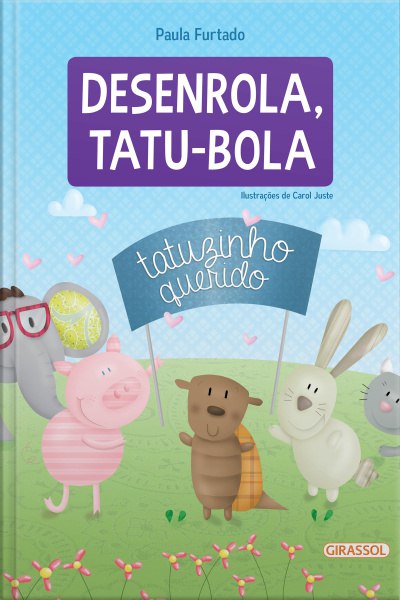 Paula Furtado
DESENROLA,
TATU-BOLA
Ilustrações de Carol Juste
tatuzinho
querido
GIRASSOL